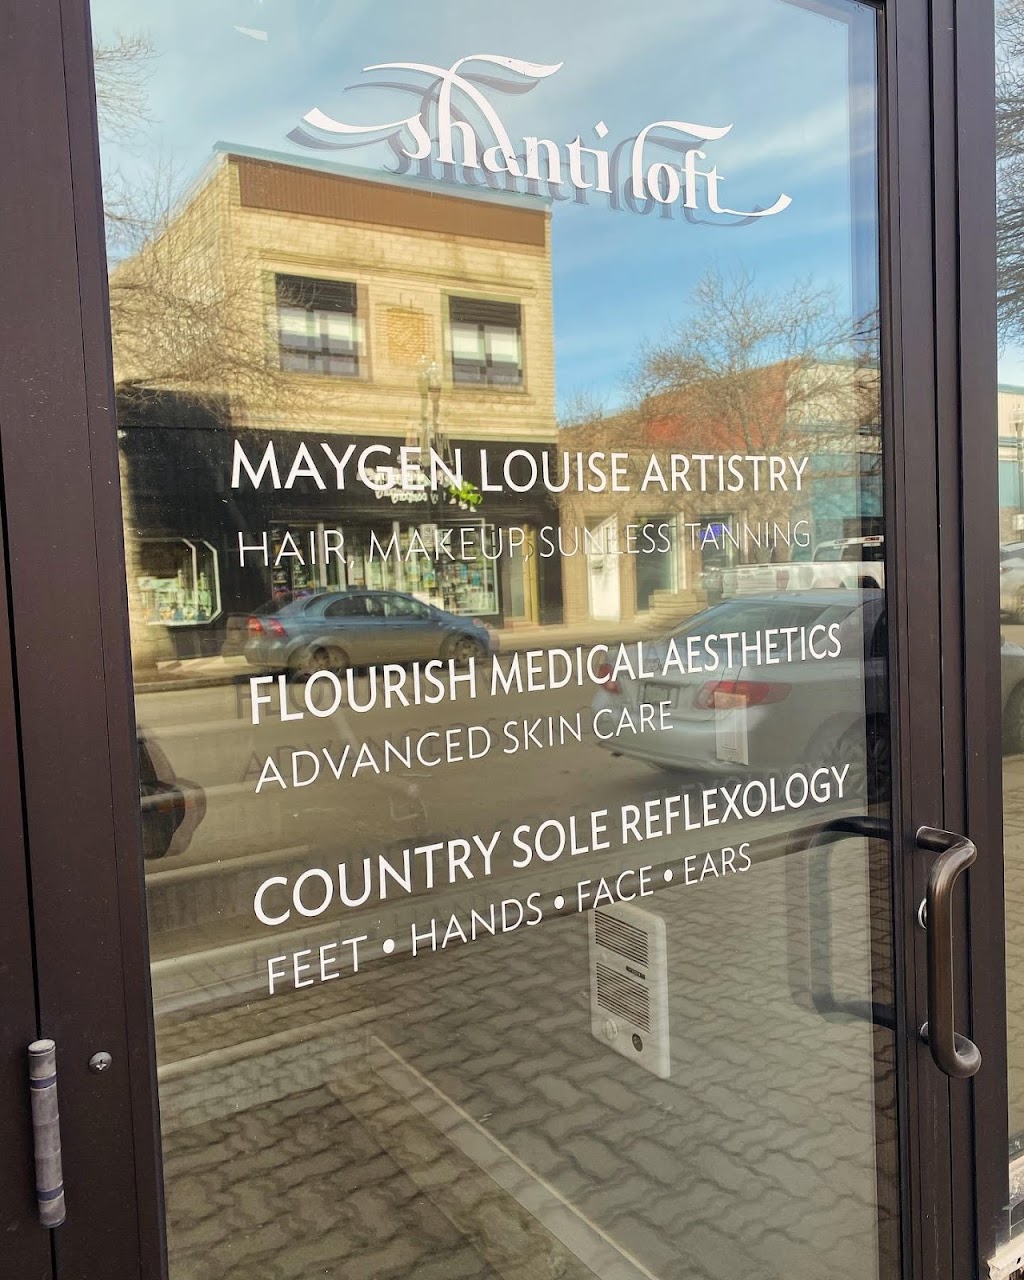 shanti loft
MAYGEN LOUISE ARTISTRY
HAIR, MAKEUP, SUNLESS TANNING
FLOURISH MEDICAL AESTHETICS
ADVANCED SKIN CARE
COUNTRY SOLE REFLEXOLOGY
FEET • HANDS • FACE • EARS